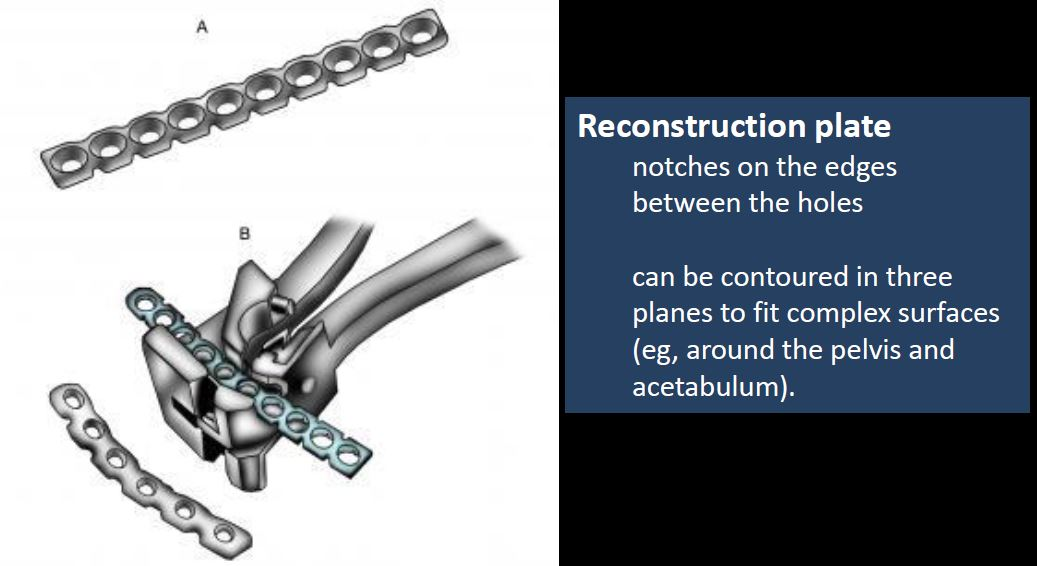 A
B
Reconstruction plate
notches on the edges
between the holes
can be contoured in three
planes to fit complex surfaces
(eg, around the pelvis and
acetabulum).